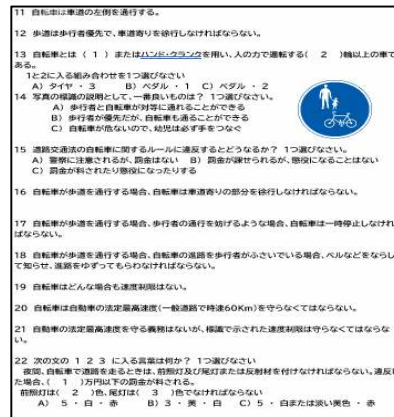 11 自転車は車道の左側を通行する。
12 歩道は歩行者優先で、車道寄りを徐行しなければならない。
13 自転車とは （ 1 ）またはハンド・クランクを用い、人の力で運転する（ 2 ）輪以上の車で
ある。
1と2に入る組み合わせを1つ選びなさい
A）タイヤ ・ 3 B）ペダル ・ 1 C）ペダル ・ 2
14 写真の標識の説明として、一番良いものは？ 1つ選びなさい。
A）歩行者と自転車が対等に通れることができる
B）歩行者が優先だが、自転車も通ることができる
C）自転車が危ないので、幼児は必ず手をつなぐ
15 道路交通法の自転車に関するルールに違反するとどうなるか？ 1つ選びなさい。
A）警察に注意されるが、罰金はない B）罰金が課せられるが、懲役になることはない
C）罰金が科されたり懲役になったりする
16 自転車が歩道を通行する場合、自転車は車道寄りの部分を徐行しなければならない。
17 自転車が歩道を通行する場合、歩行者の通行を妨げるような場合、自転車は一時停止しなけれ
ばならない。
18 自転車が歩道を通行する場合、自転車の進路を歩行者がふさいでいる場合、ベルなどをならし
て知らせ、進路をゆずってもらわなければならない。
19 自転車はどんな場合も速度制限はない。
20 自転車は自動車の法定最高速度（一般道路で時速60Km）を守らなくてはならない。
21 自動車の法定最高速度を守る義務はないが、標識で示された速度制限は守らなくてはならな
い。
22 次の文の 1 2 3 に入る言葉は何か？ 1つ選びなさい
夜間、自転車で道路を走るときは、前照灯及び尾灯または反射材を付けなければならない。違反し
た場合、（ 1 ）万円以下の罰金が科される。
前照灯は（ 2 ）色、尾灯は（ 3 ）色でなければならない
A） 5 ・ 白 ・ 赤 B） 3 ・ 黄 ・ 白 C） 5 ・ 白または淡い黄色 ・ 赤